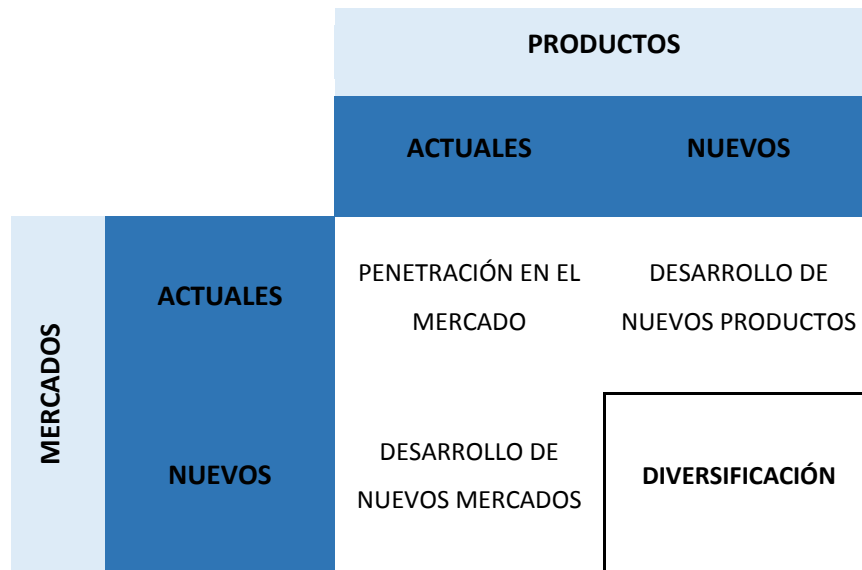 PRODUCTOS
ACTUALES
NUEVOS
MERCADOS
ACTUALES
PENETRACIÓN EN EL
MERCADO
DESARROLLO DE
NUEVOS PRODUCTOS
NUEVOS
DESARROLLO DE
NUEVOS MERCADOS
DIVERSIFICACIÓN